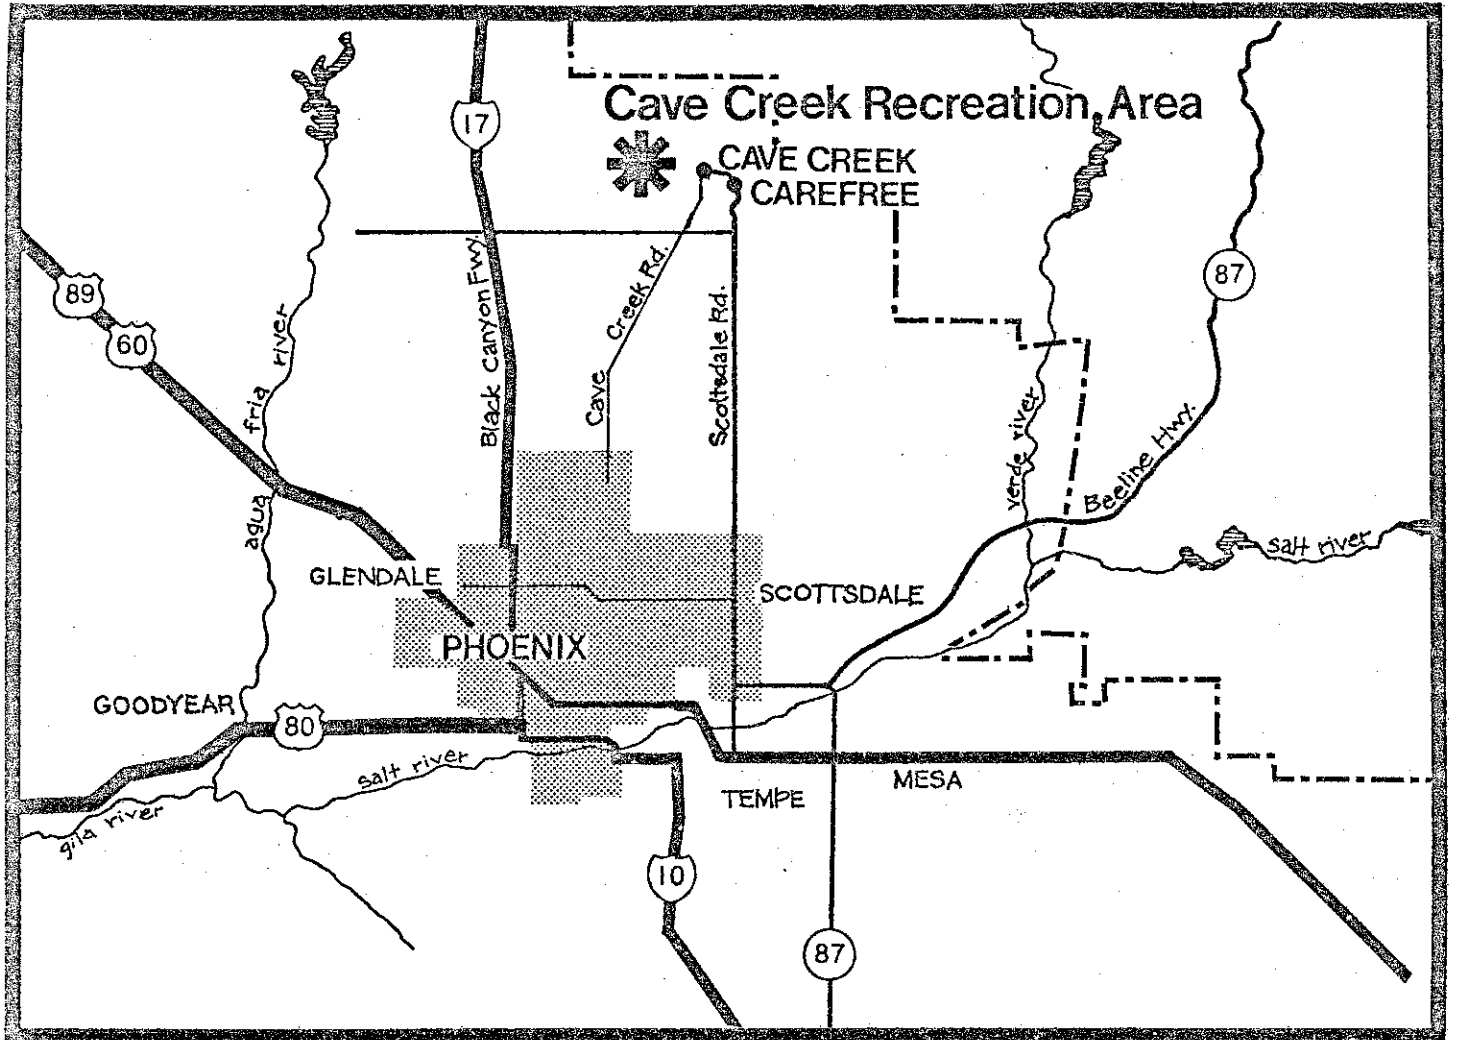 17
Cave Creek Recreation Area
CAVE CREEK
CAREFREE
89
60
87
agua fria river
Black Canyon Fwy.
Cave Creek Rd.
Scottsdale Rd.
verde river
Beeline Hwy.
salt river
GLENDALE
SCOTTSDALE
PHOENIX
GOODYEAR
80
salt river
gila river
TEMPE
MESA
10
87